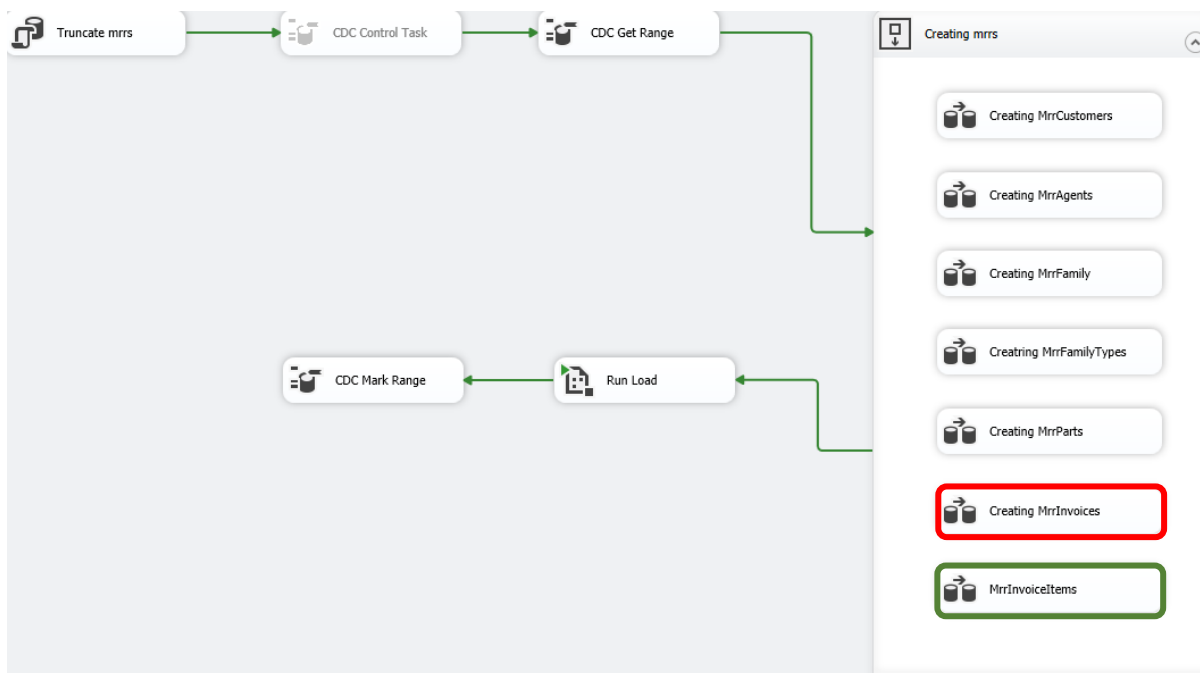 Truncate mrrs
CDC Control Task
CDC Get Range
Creating mrrs
Creating MrrCustomers
Creating MrrAgents
Creating MrrFamily
Creatring MrrFamilyTypes
CDC Mark Range
Run Load
Creating MrrParts
Creating MrrInvoices
MrrInvoiceItems